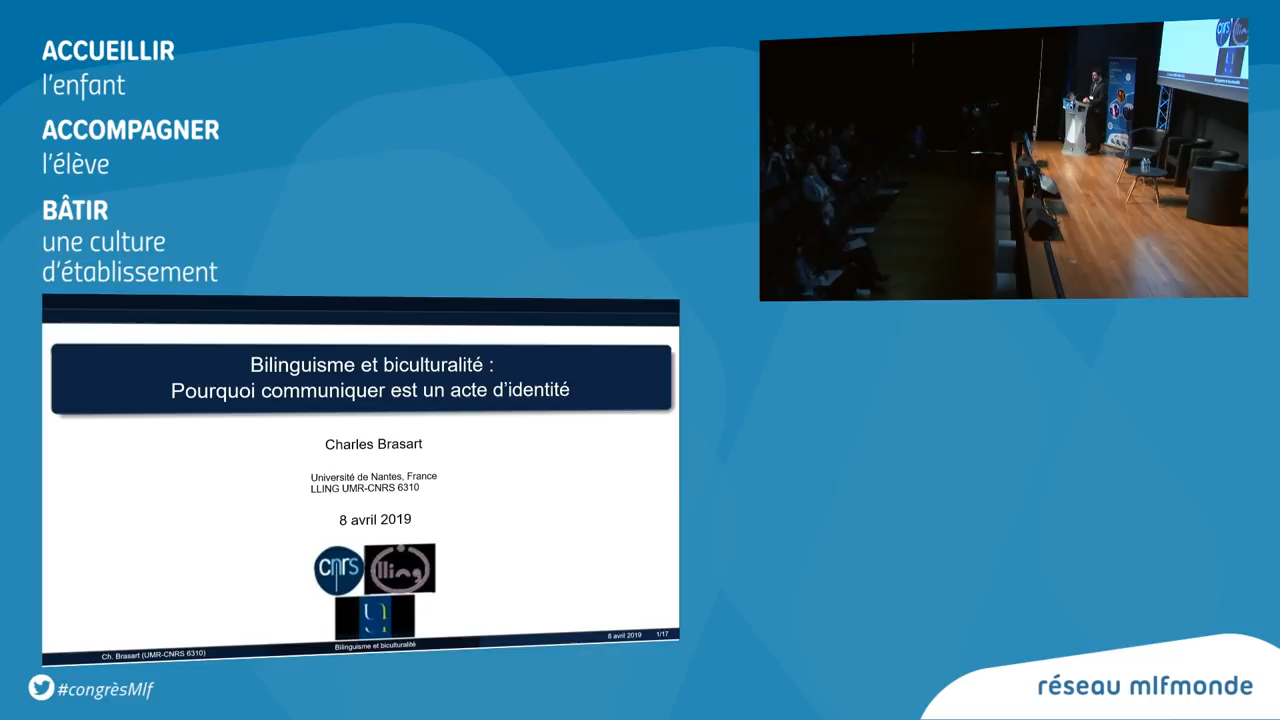 ACCUEILLIR
l'enfant
ACCOMPAGNER
l'élève
BÂTIR
une culture
d'établissement
Bilinguisme et biculturalité :
Pourquoi communiquer est un acte d'identité
Charles Brasart
Université de Nantes, France
LLING UMR-CNRS 6310
8 avril 2019
cnrs
lling
Ch. Brasart (UMR-CNRS 6310)
Bilinguisme et biculturalité
8 avril 2019
1/17
#congrèsMlf
réseau mlfmonde